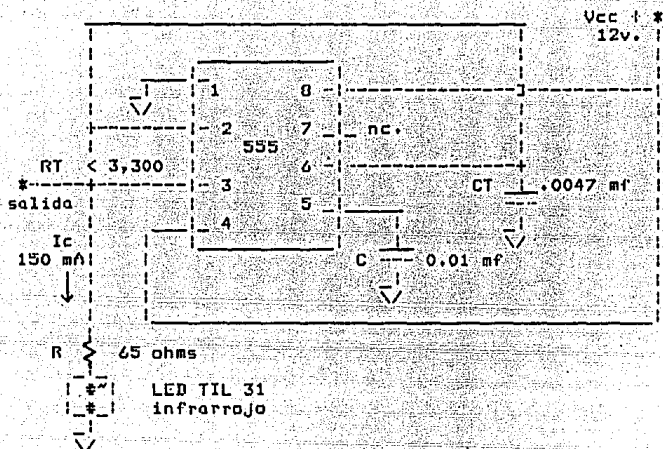 Vcc + *
12v.
1
8
2
7
nc.
555
6
RT < 3,300
3
CT
.0047 mf
*
salida
5
4
Ic
150 mA
C
0.01 mf
R
65 ohms
LED TIL 31
infrarrojo